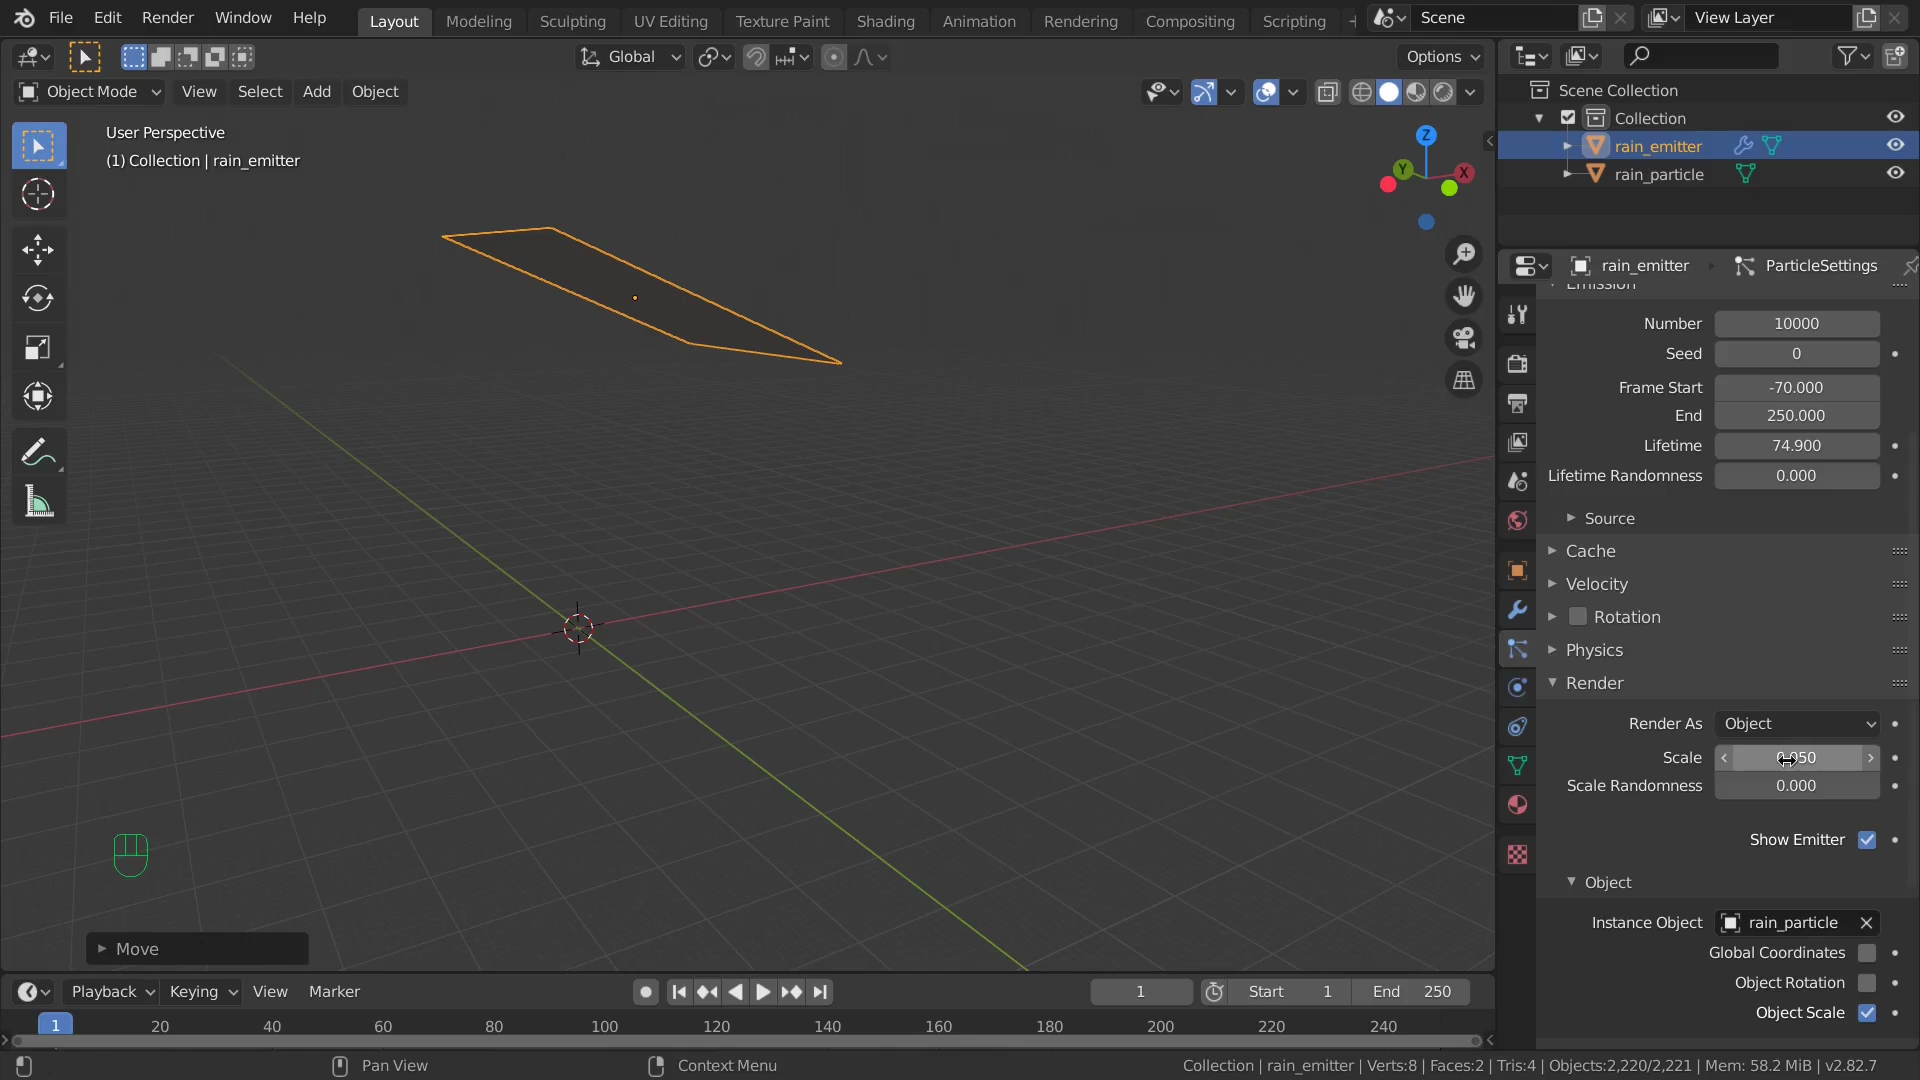 File Edit Render Window Help Layout Modeling Sculpting UV Editing Texture Paint Shading Animation Rendering Compositing Scripting Scene View Layer
Global Options
Object Mode View Select Add Object
User Perspective
(1) Collection | rain_emitter
Z
Y
X
Scene Collection
Collection
rain_emitter
rain_particle
rain_emitter ParticleSettings
Emission
Number 10000
Seed 0
Frame Start -70.000
End 250.000
Lifetime 74.900
Lifetime Randomness 0.000
Source
Cache
Velocity
Rotation
Physics
Render
Render As Object
Scale 0.050
Scale Randomness 0.000
Show Emitter
Object
Instance Object rain_particle
Global Coordinates
Object Rotation
Object Scale
Move
Playback Keying View Marker 1 Start 1 End 250
1 20 40 60 80 100 120 140 160 180 200 220 240
Pan View Context Menu Collection | rain_emitter | Verts:8 | Faces:2 | Tris:4 | Objects:2,220/2,221 | Mem: 58.2 MiB | v2.82.7